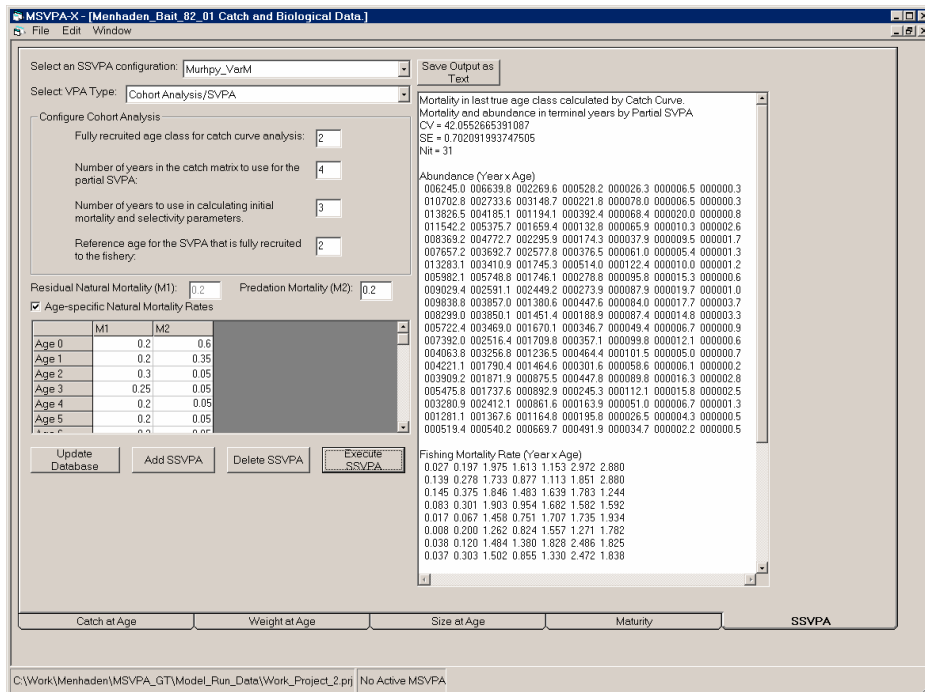 MSVPA-X - [Menhaden_Bait_82_01 Catch and Biological Data.]
File Edit Window
Select an SSVPA configuration: Murhpy_VarM
Select VPA Type: Cohort Analysis/SVPA
Configure Cohort Analysis
Fully recruited age class for catch curve analysis: 2
Number of years in the catch matrix to use for the
partial SVPA: 4
Number of years to use in calculating initial
mortality and selectivity parameters. 3
Reference age for the SVPA that is fully recruited
to the fishery: 2
Residual Natural Mortality (M1): 0.2 Predation Mortality (M2): 0.2
Age-specific Natural Mortality Rates
M1 M2
Age 0 0.2 0.6
Age 1 0.2 0.35
Age 2 0.3 0.05
Age 3 0.25 0.05
Age 4 0.2 0.05
Age 5 0.2 0.05
Update
Database
Add SSVPA
Delete SSVPA
Execute
SSVPA
Save Output as
Text
Mortality in last true age class calculated by Catch Curve.
Mortality and abundance in terminal years by Partial SVPA
CV = 42.0552665391087
SE = 0.702091993747505
Nit = 31
Abundance (Year x Age)
006245.0 006639.8 002269.6 000528.2 000026.3 000006.5 000000.3
010702.8 002733.6 003148.7 000221.8 000078.0 000006.5 000000.3
013826.5 004185.1 001194.1 000392.4 000068.4 000020.0 000000.8
011542.2 005375.7 001659.4 000132.8 000065.9 000010.3 000002.6
008369.2 004772.7 002295.9 000174.3 000037.9 000009.5 000001.7
007657.2 003692.7 002577.8 000376.5 000061.0 000005.4 000001.3
013283.1 003410.9 001745.3 000514.0 000122.4 000010.0 000001.2
005982.1 005748.8 001746.1 000278.8 000095.8 000015.3 000000.6
009029.4 002591.1 002449.2 000273.9 000087.9 000019.7 000001.0
009838.8 003857.0 001380.6 000447.6 000084.0 000017.7 000003.7
008299.0 003850.1 001451.4 000188.9 000087.4 000014.8 000003.3
005722.4 003469.0 001670.1 000346.7 000049.4 000006.7 000000.9
007392.0 002516.4 001709.8 000357.1 000099.8 000012.1 000000.6
004063.8 003256.8 001236.5 000464.4 000101.5 000005.0 000000.7
004221.1 001790.4 001464.6 000301.6 000058.6 000006.1 000000.2
003909.2 001871.9 000875.5 000447.8 000089.8 000016.3 000002.8
005475.8 001737.6 000892.9 000245.3 000112.1 000015.8 000002.5
003280.9 002412.1 000861.6 000163.9 000051.0 000006.7 000001.3
001281.1 001367.6 001164.8 000195.8 000026.5 000004.3 000000.5
000519.4 000540.2 000669.7 000491.9 000034.7 000002.2 000000.5
Fishing Mortality Rate (Year x Age)
0.027 0.197 1.975 1.613 1.153 2.972 2.880
0.139 0.278 1.733 0.877 1.113 1.851 2.880
0.145 0.375 1.846 1.483 1.639 1.783 1.244
0.083 0.301 1.903 0.954 1.682 1.582 1.592
0.017 0.067 1.458 0.751 1.707 1.735 1.934
0.008 0.200 1.262 0.824 1.557 1.271 1.782
0.038 0.120 1.484 1.380 1.828 2.486 1.825
0.037 0.303 1.502 0.855 1.330 2.472 1.838
Catch at Age
Weight at Age
Size at Age
Maturity
SSVPA
C:\Work\Menhaden\MSVPA_GT\Model_Run_Data\Work_Project_2.prj No Active MSVPA